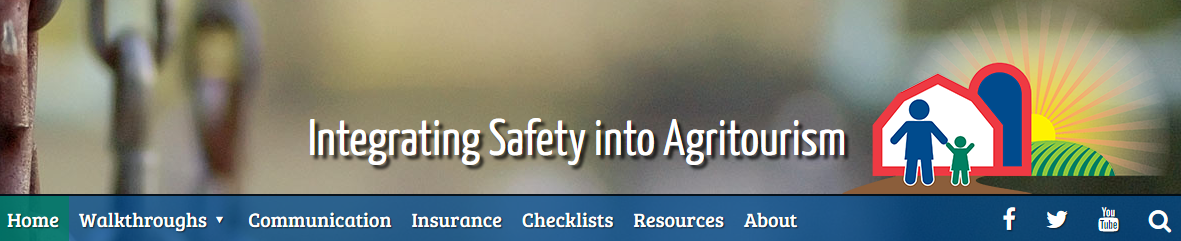 Integrating Safety into Agritourism
Home Walkthroughs Communication Insurance Checklists Resources About You
Tube